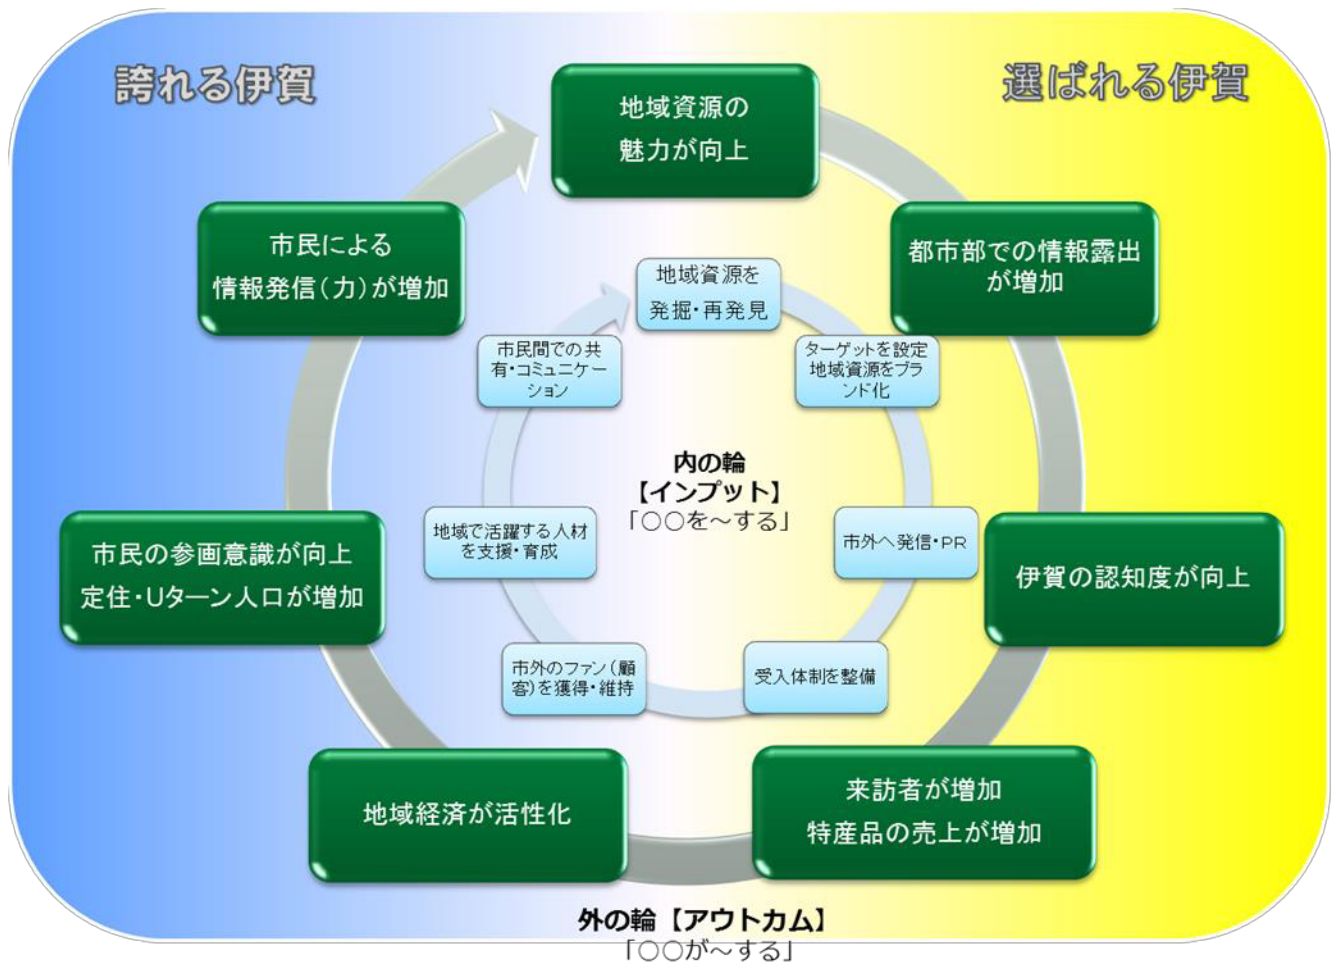 誇れる伊賀
選ばれる伊賀
地域資源の
魅力が向上
都市部での情報露出
が増加
伊賀の認知度が向上
来訪者が増加
特産品の売上が増加
地域経済が活性化
市民の参画意識が向上
定住・Uターン人口が増加
市民による
情報発信(力)が増加
地域資源を
発掘・再発見
ターゲットを設定
地域資源をブラ
ンド化
市外へ発信・PR
受入体制を整備
市外のファン(顧
客)を獲得・維持
地域で活躍する人材
を支援・育成
市民間での共
有・コミュニケー
ション
内の輪
【インプット】
「○○を～する」
外の輪【アウトカム】
「○○が～する」